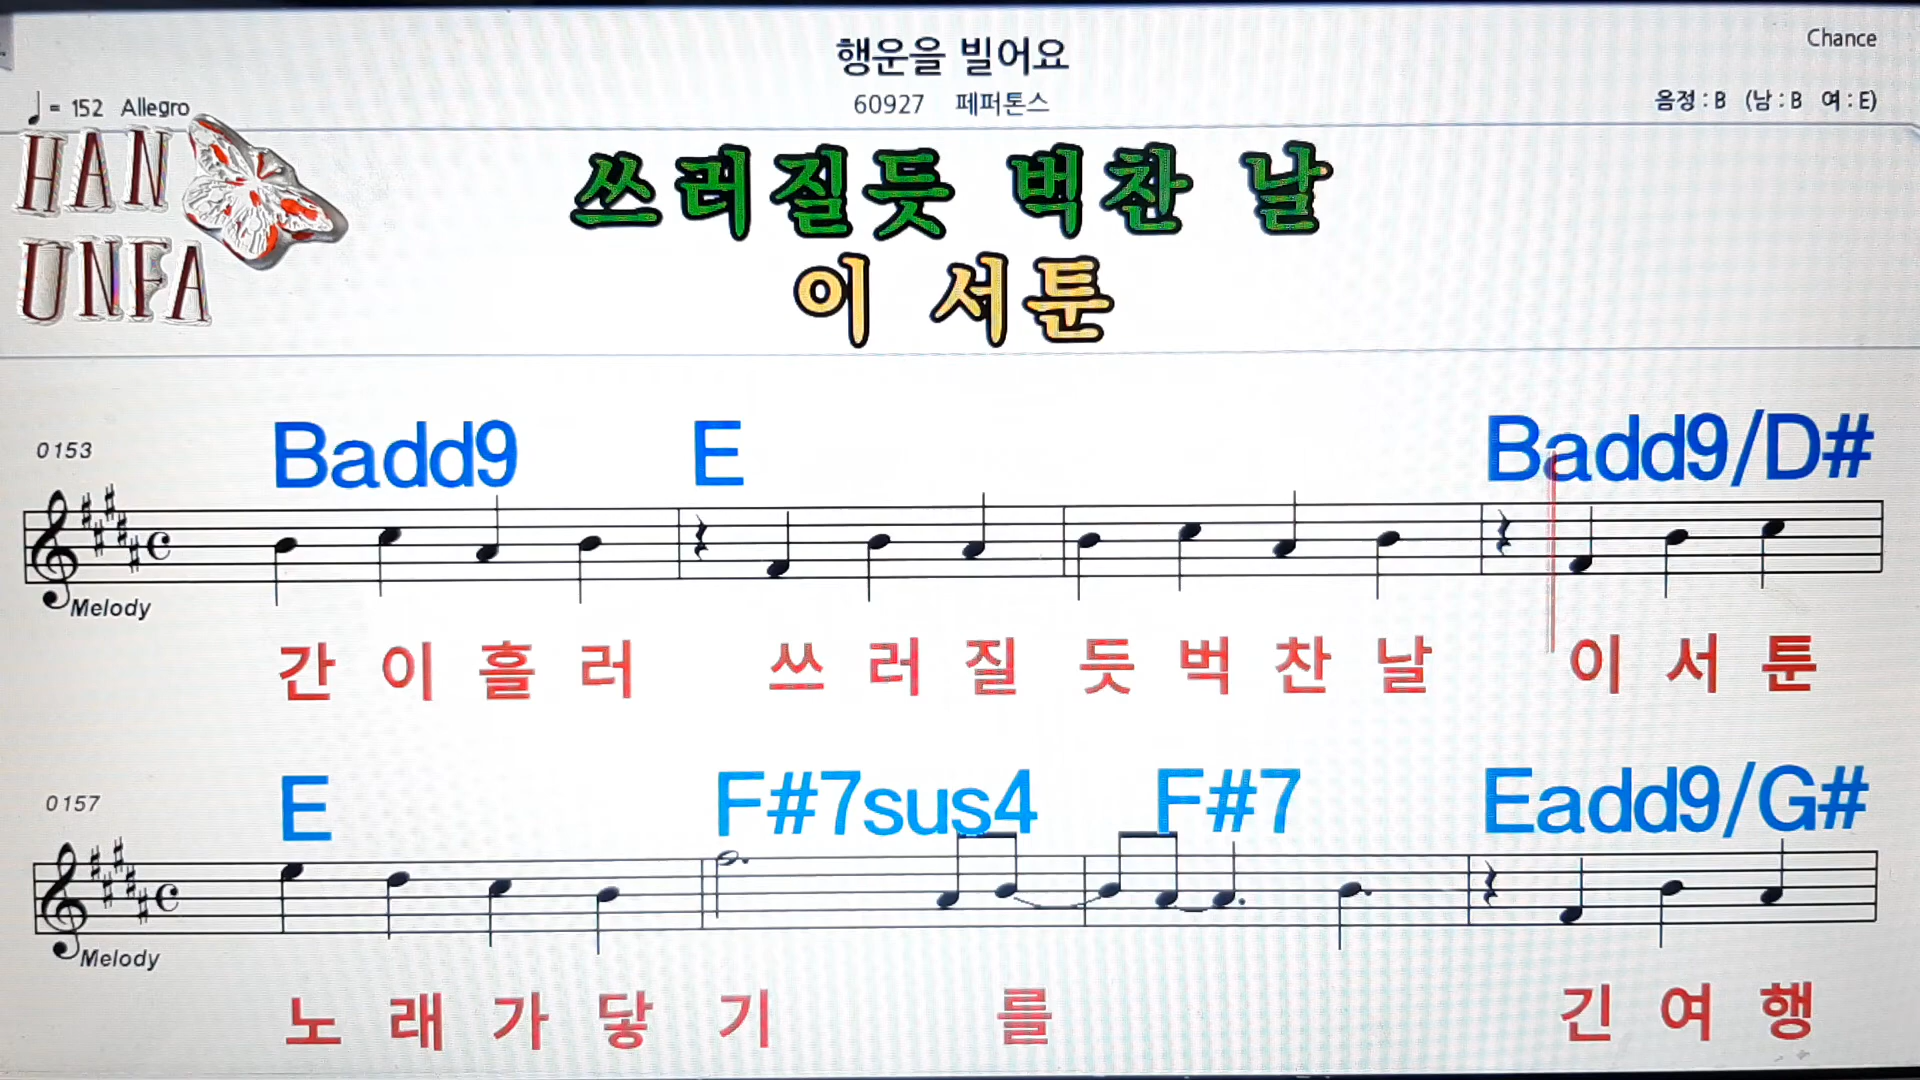 행운을 빌어요
Chance
♩ = 152 Allegro
60927 페퍼톤스
음정 : B (남 : B 여 : E)
HAN
UNFA
쓰러질듯 벅찬 날
이 서툰
0153
Badd9 E Badd9/D#
Melody
간 이 흘 러 쓰 러 질 듯 벅 찬 날 이 서 툰
0157
E F#7sus4 F#7 Eadd9/G#
Melody
노 래 가 닿 기 를 긴 여 행